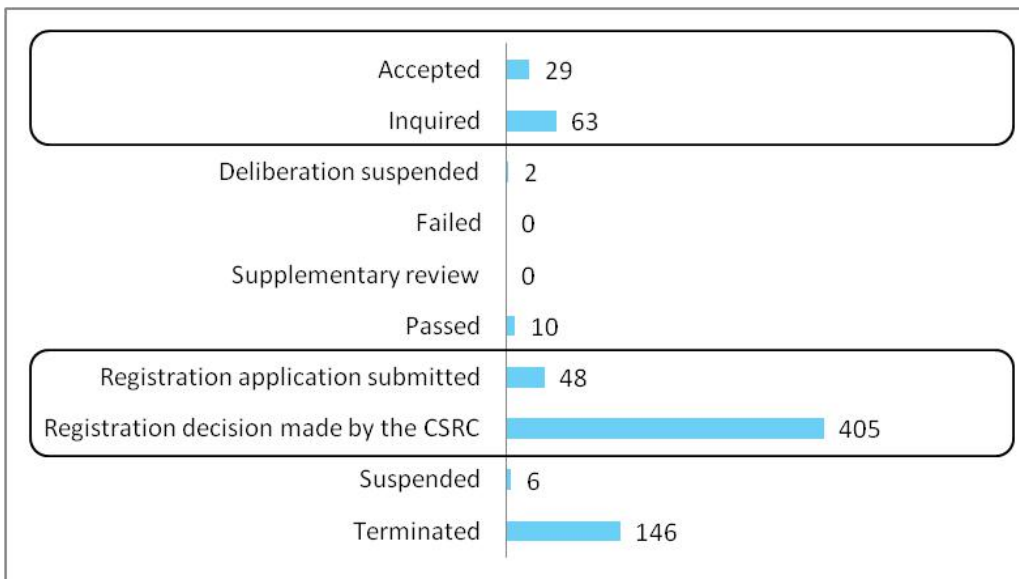 Accepted 29
Inquired 63
Deliberation suspended 2
Failed 0
Supplementary review 0
Passed 10
Registration application submitted 48
Registration decision made by the CSRC 405
Suspended 6
Terminated 146